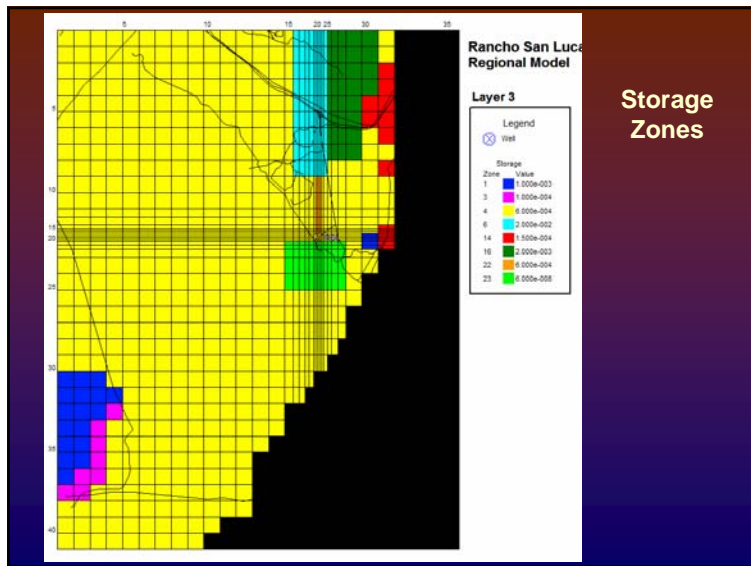 5 10 15 20 25 30 35
Rancho San Luca
Regional Model
Layer 3
Legend
Well
Storage
Zone Value
1 1.000e-003
3 1.000e-004
4 6.000e-004
6 2.000e-002
14 1.500e-004
16 2.000e-003
22 6.000e-004
23 6.000e-008
5
10
15
20
25
30
35
40
Storage
Zones